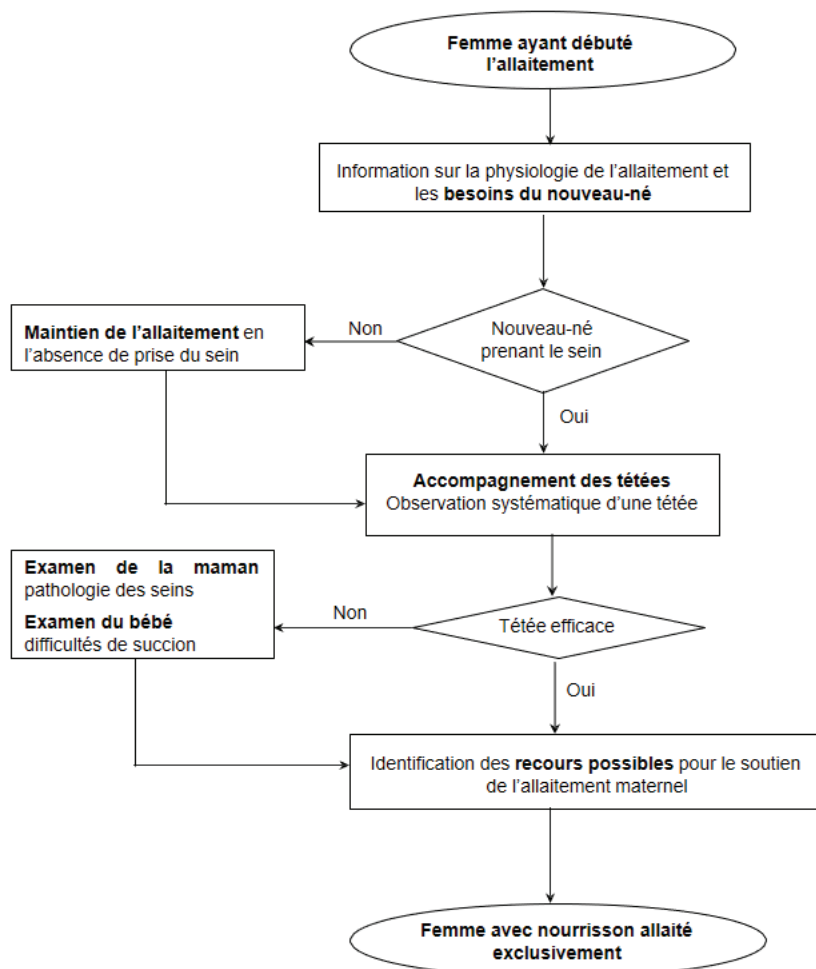 Femme ayant débuté
l'allaitement
Information sur la physiologie de l'allaitement et
les besoins du nouveau-né
Nouveau-né
prenant le sein
Non
Maintien de l'allaitement en
l'absence de prise du sein
Oui
Accompagnement des tétées
Observation systématique d'une tétée
Tétée efficace
Non
Examen de la maman
pathologie des seins
Examen du bébé
difficultés de succion
Oui
Identification des recours possibles pour le soutien
de l'allaitement maternel
Femme avec nourrisson allaité
exclusivement